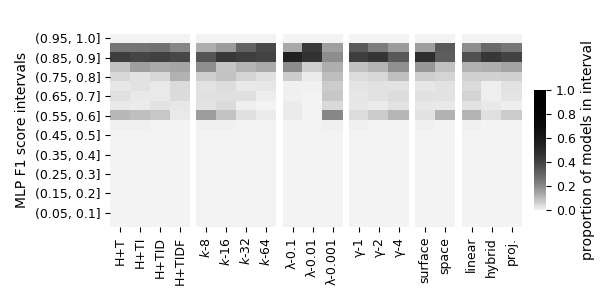 MLP F1 score intervals
(0.95, 1.0]
(0.85, 0.9]
(0.75, 0.8]
(0.65, 0.7]
(0.55, 0.6]
(0.45, 0.5]
(0.35, 0.4]
(0.25, 0.3]
(0.15, 0.2]
(0.05, 0.1]
H+T
H+TI
H+TID
H+TIDF
k-8
k-16
k-32
k-64
λ-0.1
λ-0.01
λ-0.001
γ-1
γ-2
γ-4
surface
space
linear
hybrid
proj.
1.0
0.8
0.6
0.4
0.2
0.0
proportion of models in interval